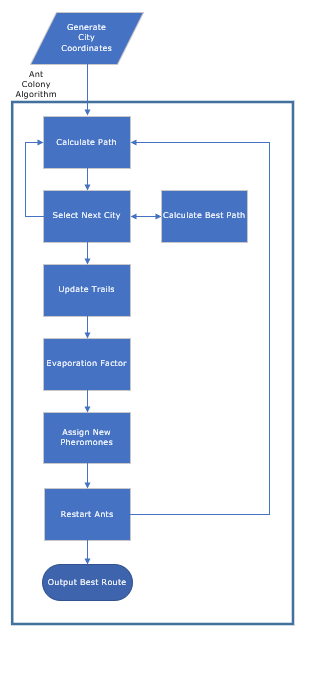 Generate
City
Coordinates
Ant
Colony
Algorithm
Calculate Path
Select Next City
Calculate Best Path
Update Trails
Evaporation Factor
Assign New
Pheromones
Restart Ants
Output Best Route